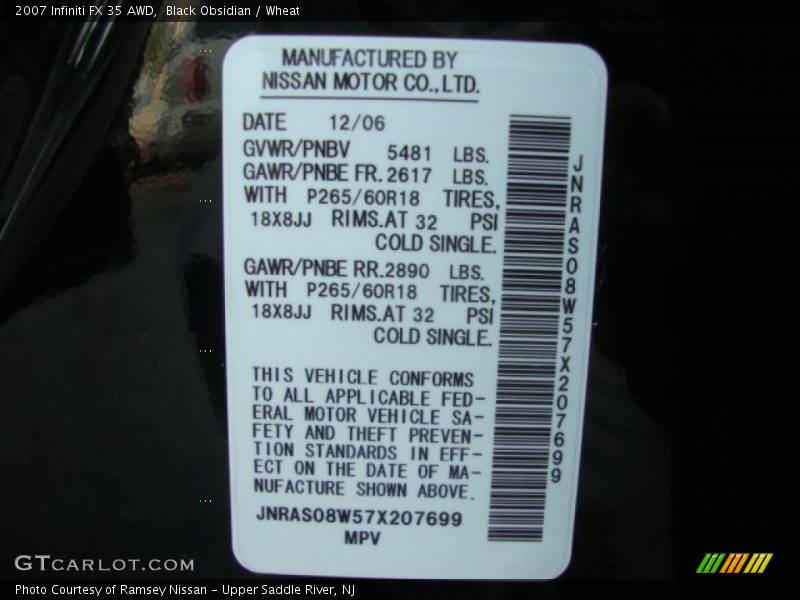 2007 Infiniti FX 35 AWD, Black Obsidian / Wheat
MANUFACTURED BY
NISSAN MOTOR CO., LTD.
DATE 12/06
GVWR/PNBV 5481 LBS.
GAWR/PNBE FR. 2617 LBS.
WITH P265/60R18 TIRES,
18X8JJ RIMS. AT 32 PSI
COLD SINGLE.
GAWR/PNBE RR. 2890 LBS.
WITH P265/60R18 TIRES,
18X8JJ RIMS. AT 32 PSI
COLD SINGLE.
THIS VEHICLE CONFORMS
TO ALL APPLICABLE FED-
ERAL MOTOR VEHICLE SA-
FETY AND THEFT PREVEN-
TION STANDARDS IN EFF-
ECT ON THE DATE OF MA-
NUFACTURE SHOWN ABOVE.
JNRAS08W57X207699
MPV
JNRAS08W57X207699
GTCARLOT.COM
Photo Courtesy of Ramsey Nissan - Upper Saddle River, NJ